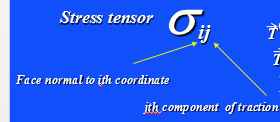 Stress tensor σij
T
T
Face normal to ith coordinate
jth component of traction